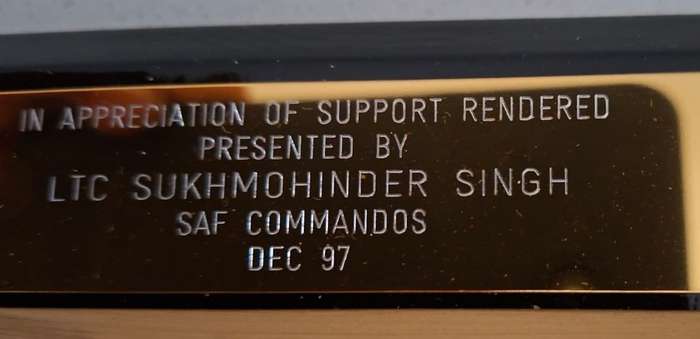 IN APPRECIATION OF SUPPORT RENDERED
PRESENTED BY
LTC SUKHMOHINDER SINGH
SAF COMMANDOS
DEC 97